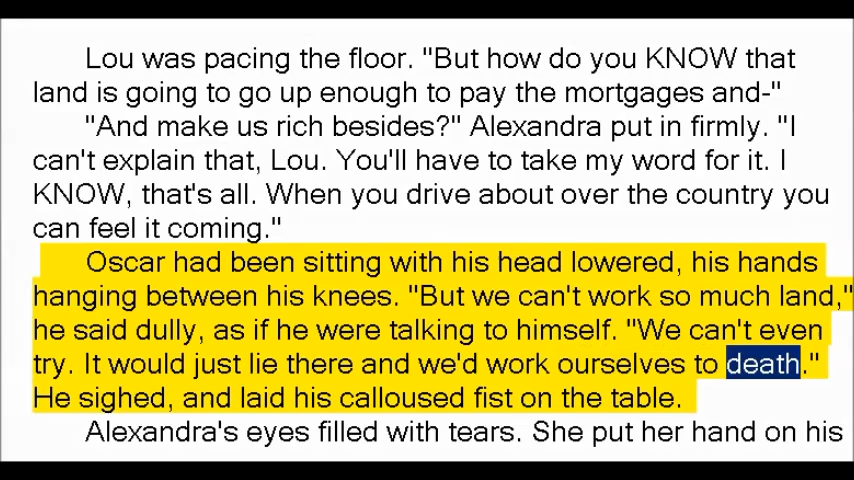 Lou was pacing the floor. "But how do you KNOW that
land is going to go up enough to pay the mortgages and-"
"And make us rich besides?" Alexandra put in firmly. "I
can't explain that, Lou. You'll have to take my word for it. I
KNOW, that's all. When you drive about over the country you
can feel it coming."
Oscar had been sitting with his head lowered, his hands
hanging between his knees. "But we can't work so much land,"
he said dully, as if he were talking to himself. "We can't even
try. It would just lie there and we'd work ourselves to death."
He sighed, and laid his calloused fist on the table.
Alexandra's eyes filled with tears. She put her hand on his